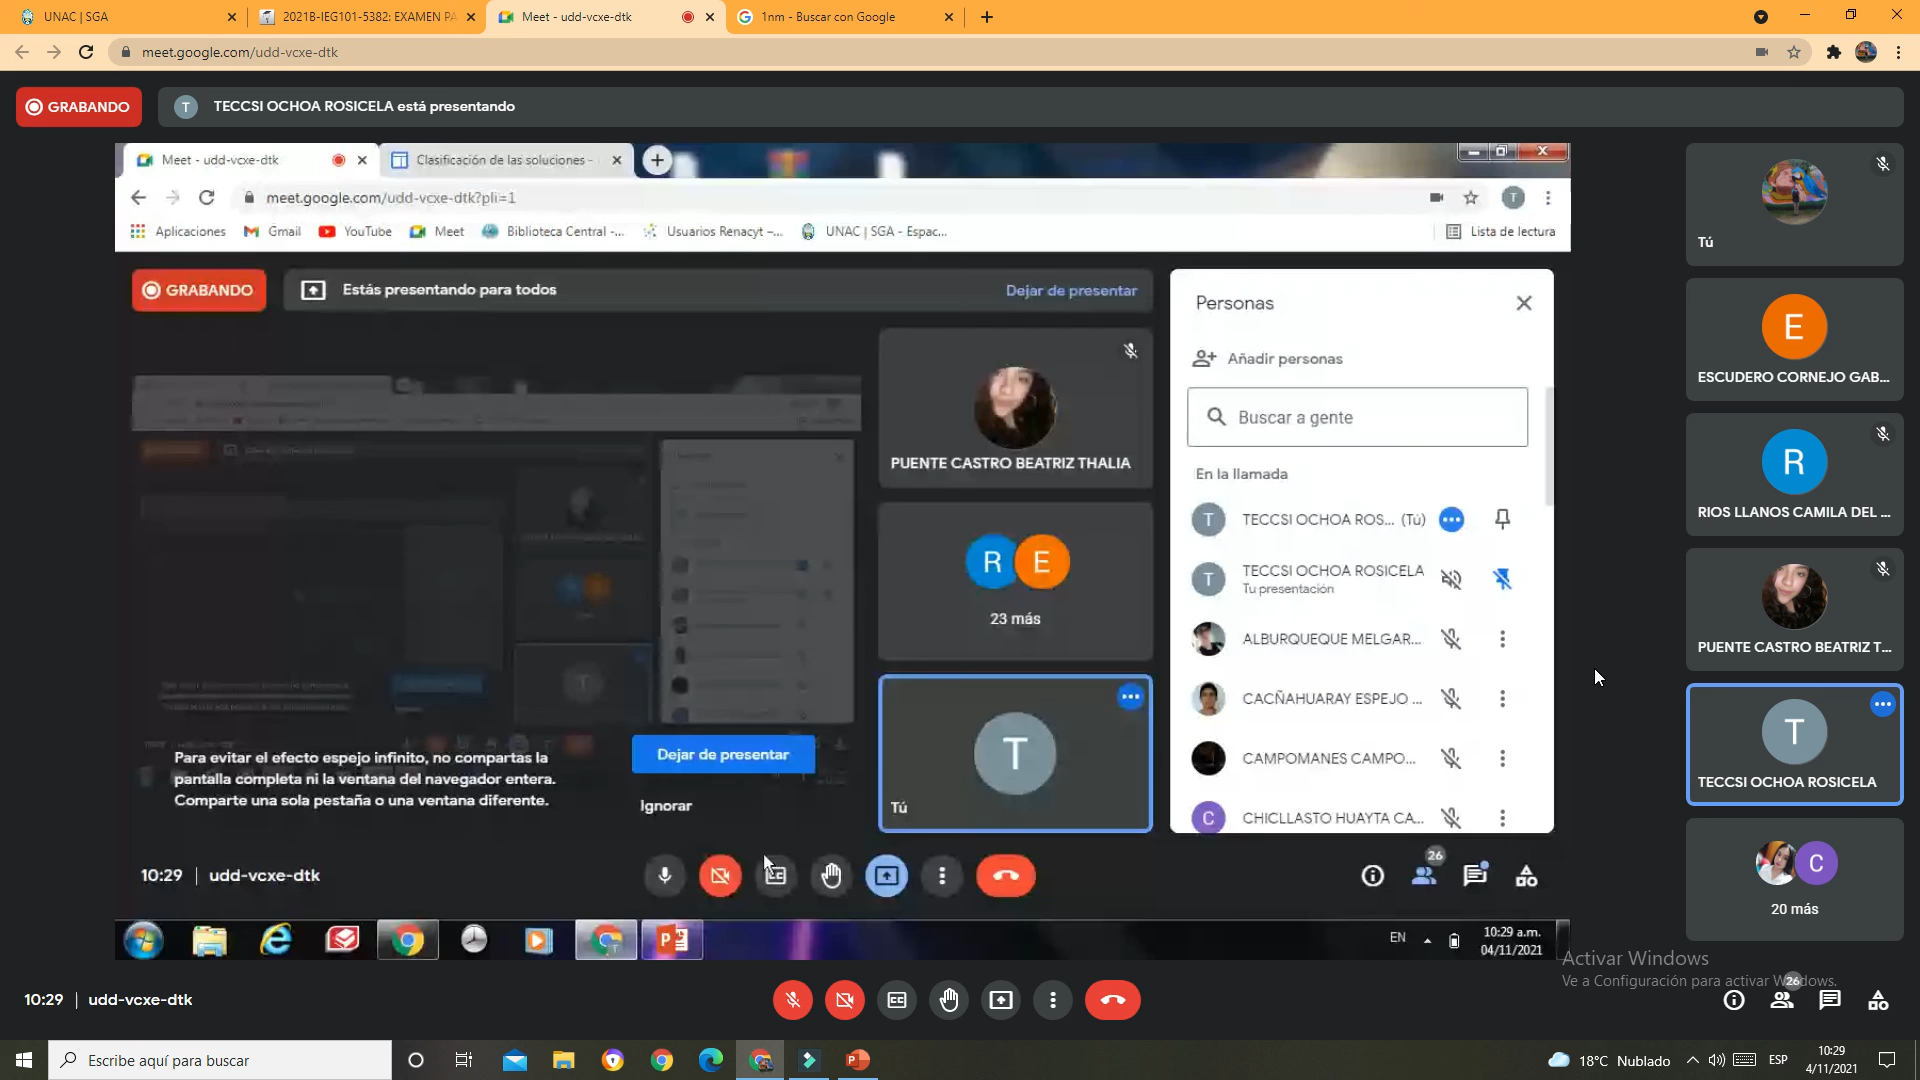 UNAC | SGA
2021B-IEG101-5382: EXAMEN PA
Meet - udd-vcxe-dtk
1nm - Buscar con Google
meet.google.com/udd-vcxe-dtk
GRABANDO
T
TECCSI OCHOA ROSICELA está presentando
Meet - udd-vcxe-dtk
Clasificación de las soluciones -
meet.google.com/udd-vcxe-dtk?pli=1
T
Aplicaciones
Gmail
YouTube
Meet
Biblioteca Central -...
Usuarios Renacyt –...
UNAC | SGA - Espac...
Lista de lectura
GRABANDO
Estás presentando para todos
Dejar de presentar
PUENTE CASTRO BEATRIZ THALIA
R
E
23 más
T
Tú
Para evitar el efecto espejo infinito, no compartas la
pantalla completa ni la ventana del navegador entera.
Comparte una sola pestaña o una ventana diferente.
Dejar de presentar
Ignorar
Personas
Añadir personas
Buscar a gente
En la llamada
T
TECCSI OCHOA ROS... (Tú)
T
TECCSI OCHOA ROSICELA
Tu presentación
ALBURQUEQUE MELGAR...
CACÑAHUARAY ESPEJO ...
CAMPOMANES CAMPO...
C
CHICLLASTO HUAYTA CA...
10:29 | udd-vcxe-dtk
26
EN
10:29 a.m.
04/11/2021
Tú
E
ESCUDERO CORNEJO GAB...
R
RIOS LLANOS CAMILA DEL ...
PUENTE CASTRO BEATRIZ T...
T
TECCSI OCHOA ROSICELA
C
20 más
Activar Windows
Ve a Configuración para activar Windows.
10:29 | udd-vcxe-dtk
26
Escribe aquí para buscar
18°C Nublado
ESP
10:29
4/11/2021